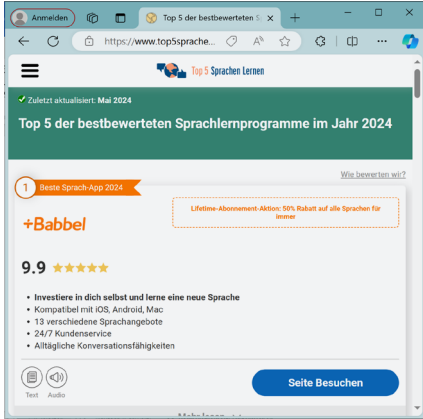 Anmelden
Top 5 der bestbewerteten S
https://www.top5sprache...
Top 5 Sprachen Lernen
Zuletzt aktualisiert: Mai 2024
Top 5 der bestbewerteten Sprachlernprogramme im Jahr 2024
Wie bewerten wir?
1 Beste Sprach-App 2024
Lifetime-Abonnement-Aktion: 50% Rabatt auf alle Sprachen für
immer
+Babbel
9.9
• Investiere in dich selbst und lerne eine neue Sprache
• Kompatibel mit iOS, Android, Mac
• 13 verschiedene Sprachangebote
• 24/7 Kundenservice
• Alltägliche Konversationsfähigkeiten
Text Audio
Seite Besuchen